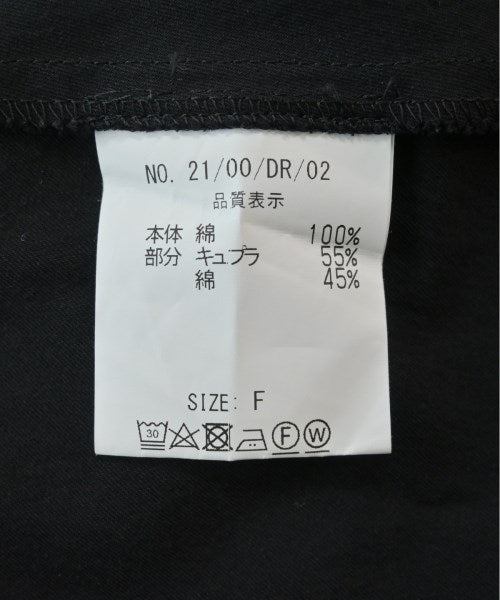 NO. 21/00/DR/02
品質表示
本体 綿 100%
部分 キュプラ 55%
綿 45%
SIZE: F
30 F W